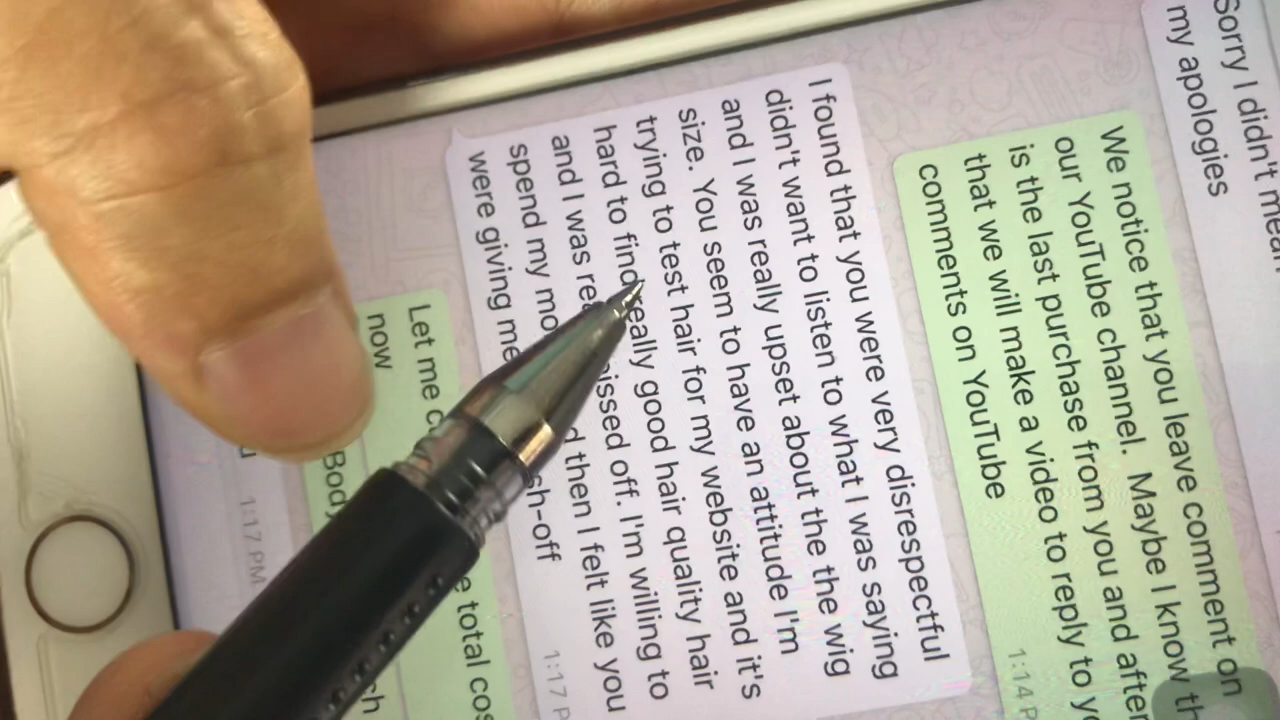 Sorry I didn't
my apologies
We notice that you leave comment on
our YouTube channel. Maybe I know
is the last purchase from you and after
that we will make a video to reply to
comments on YouTube
1:14 P
I found that you were very disrespectful
didn't want to listen to what I was saying
and I was really upset about the the wig
size. You seem to have an attitude I'm
trying to test hair for my website and it's
hard to find really good hair quality hair
and I was pissed off. I'm willing to
spend my then I felt like you
were giving me sh-off
1:17 P
Let me total
now
Body
1:17 PM